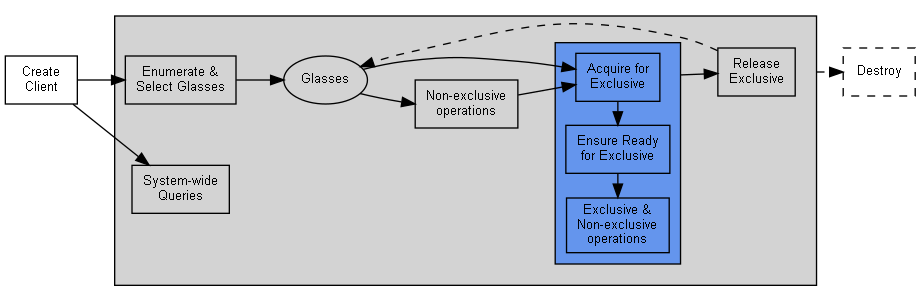 Create
Client
Enumerate &
Select Glasses
System-wide
Queries
Glasses
Non-exclusive
operations
Acquire for
Exclusive
Ensure Ready
for Exclusive
Exclusive &
Non-exclusive
operations
Release
Exclusive
Destroy